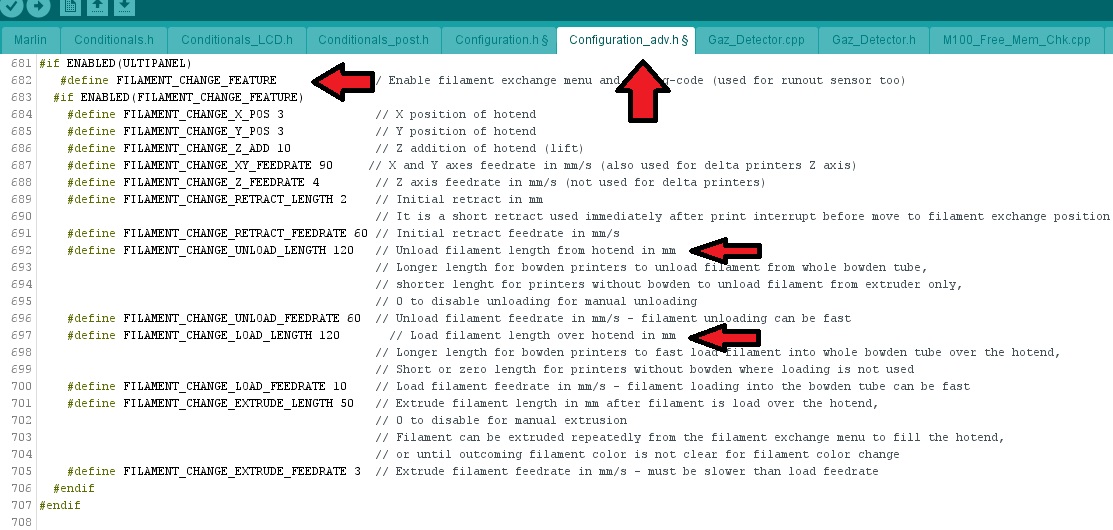 Marlin Conditionals.h Conditionals_LCD.h Conditionals_post.h Configuration.h § Configuration_adv.h § Gaz_Detector.cpp Gaz_Detector.h M100_Free_Mem_Chk.cpp
681 #if ENABLED(ULTIPANEL)
682 #define FILAMENT_CHANGE_FEATURE // Enable filament exchange menu and g-code (used for runout sensor too)
683 #if ENABLED(FILAMENT_CHANGE_FEATURE)
684 #define FILAMENT_CHANGE_X_POS 3 // X position of hotend
685 #define FILAMENT_CHANGE_Y_POS 3 // Y position of hotend
686 #define FILAMENT_CHANGE_Z_ADD 10 // Z addition of hotend (lift)
687 #define FILAMENT_CHANGE_XY_FEEDRATE 90 // X and Y axes feedrate in mm/s (also used for delta printers Z axis)
688 #define FILAMENT_CHANGE_Z_FEEDRATE 4 // Z axis feedrate in mm/s (not used for delta printers)
689 #define FILAMENT_CHANGE_RETRACT_LENGTH 2 // Initial retract in mm
690 // It is a short retract used immediately after print interrupt before move to filament exchange position
691 #define FILAMENT_CHANGE_RETRACT_FEEDRATE 60 // Initial retract feedrate in mm/s
692 #define FILAMENT_CHANGE_UNLOAD_LENGTH 120 // Unload filament length from hotend in mm
693 // Longer length for bowden printers to unload filament from whole bowden tube,
694 // shorter lenght for printers without bowden to unload filament from extruder only,
695 // 0 to disable unloading for manual unloading
696 #define FILAMENT_CHANGE_UNLOAD_FEEDRATE 60 // Unload filament feedrate in mm/s - filament unloading can be fast
697 #define FILAMENT_CHANGE_LOAD_LENGTH 120 // Load filament length over hotend in mm
698 // Longer length for bowden printers to fast load filament into whole bowden tube over the hotend,
699 // Short or zero length for printers without bowden where loading is not used
700 #define FILAMENT_CHANGE_LOAD_FEEDRATE 10 // Load filament feedrate in mm/s - filament loading into the bowden tube can be fast
701 #define FILAMENT_CHANGE_EXTRUDE_LENGTH 50 // Extrude filament length in mm after filament is load over the hotend,
702 // 0 to disable for manual extrusion
703 // Filament can be extruded repeatedly from the filament exchange menu to fill the hotend,
704 // or until outcoming filament color is not clear for filament color change
705 #define FILAMENT_CHANGE_EXTRUDE_FEEDRATE 3 // Extrude filament feedrate in mm/s - must be slower than load feedrate
706 #endif
707 #endif
708